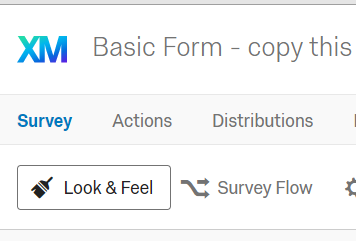 XM Basic Form - copy this
Survey Actions Distributions
Look & Feel Survey Flow